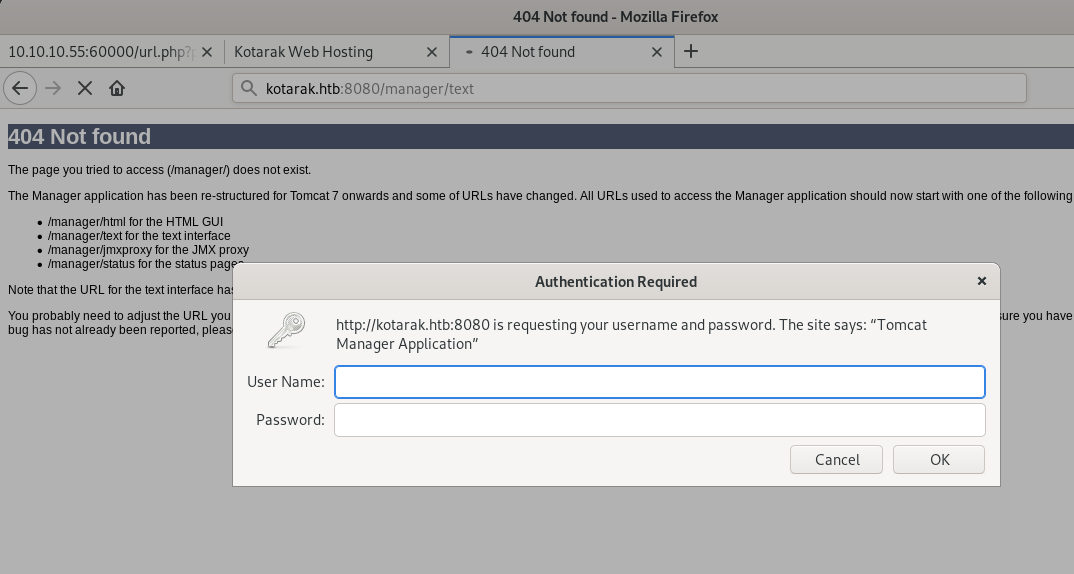 404 Not found - Mozilla Firefox
10.10.10.55:60000/url.php?p
Kotarak Web Hosting
404 Not found
kotarak.htb:8080/manager/text
404 Not found
The page you tried to access (/manager/) does not exist.
The Manager application has been re-structured for Tomcat 7 onwards and some of URLs have changed. All URLs used to access the Manager application should now start with one of the following
• /manager/html for the HTML GUI
• /manager/text for the text interface
• /manager/jmxproxy for the JMX proxy
• /manager/status for the status pages
Note that the URL for the text interface has
You probably need to adjust the URL you sure you have
bug has not already been reported, please
Authentication Required
http://kotarak.htb:8080 is requesting your username and password. The site says: “Tomcat
Manager Application”
User Name:
Password:
Cancel
OK